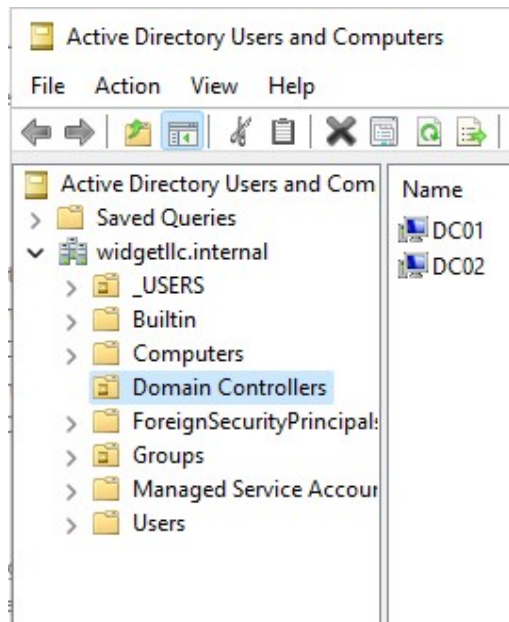 Active Directory Users and Computers
File Action View Help
Active Directory Users and Com
Saved Queries
widgetllc.internal
_USERS
Builtin
Computers
Domain Controllers
ForeignSecurityPrincipals
Groups
Managed Service Accour
Users
Name
DC01
DC02